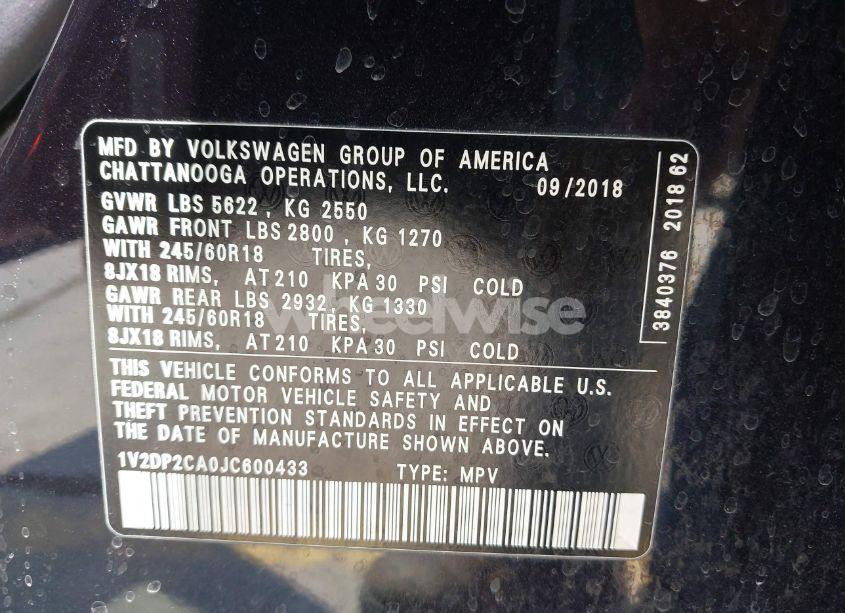 MFD BY VOLKSWAGEN GROUP OF AMERICA
CHATTANOOGA OPERATIONS, LLC. 09/2018
GVWR LBS 5622, KG 2550
GAWR FRONT LBS 2800, KG 1270
WITH 245/60R18 TIRES,
8JX18 RIMS, AT 210 KPA 30 PSI COLD
GAWR REAR LBS 2932, KG 1330
WITH 245/60R18 TIRES,
8JX18 RIMS, AT 210 KPA 30 PSI COLD
THIS VEHICLE CONFORMS TO ALL APPLICABLE U.S.
FEDERAL MOTOR VEHICLE SAFETY AND
THEFT PREVENTION STANDARDS IN EFFECT ON
THE DATE OF MANUFACTURE SHOWN ABOVE.
1V2DP2CA0JC600433 TYPE: MPV
3840376 2018 62
wheelwise